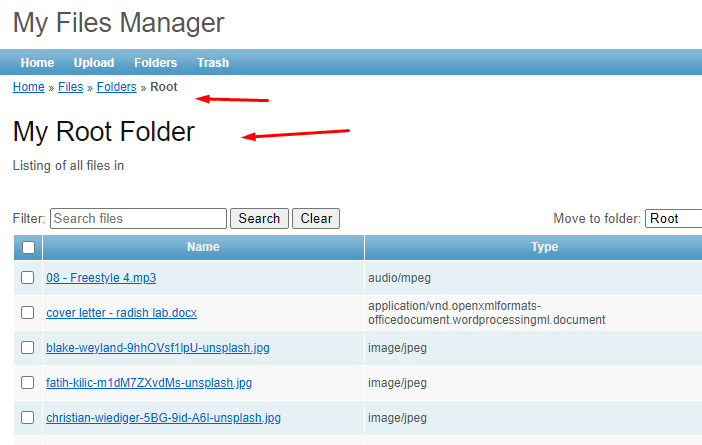 My Files Manager
Home Upload Folders Trash
Home » Files » Folders » Root
My Root Folder
Listing of all files in
Filter: Search files Search Clear Move to folder: Root
Name Type
08 - Freestyle 4.mp3 audio/mpeg
cover letter - radish lab.docx application/vnd.openxmlformats-
officedocument.wordprocessingml.document
blake-weyland-9hhOVsf1IpU-unsplash.jpg image/jpeg
fatih-kilic-m1dM7ZXvdMs-unsplash.jpg image/jpeg
christian-wiediger-5BG-9id-A6I-unsplash.jpg image/jpeg